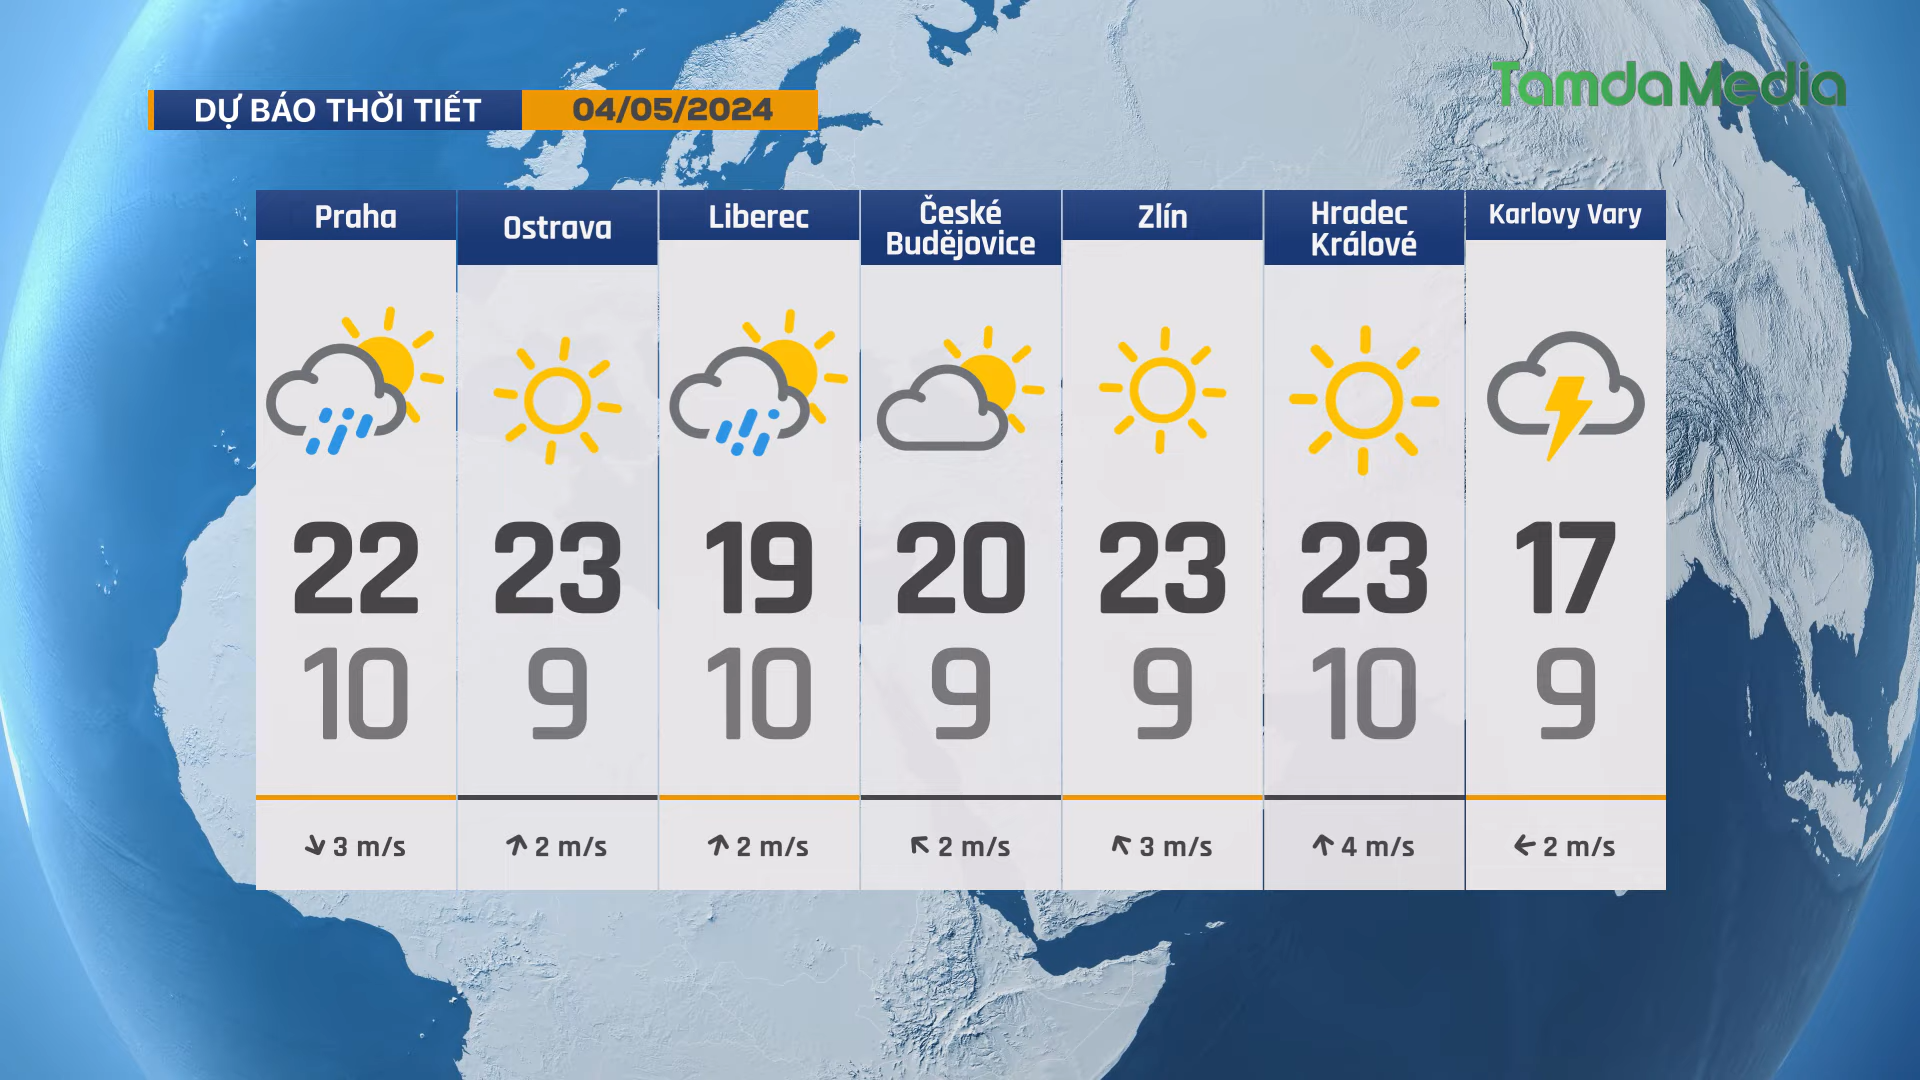 DỰ BÁO THỜI TIẾT 04/05/2024
Tamda Media
Praha
Ostrava
Liberec
České
Budějovice
Zlín
Hradec
Králové
Karlovy Vary
22 23 19 20 23 23 17
10 9 10 9 9 10 9
3 m/s 2 m/s 2 m/s 2 m/s 3 m/s 4 m/s 2 m/s